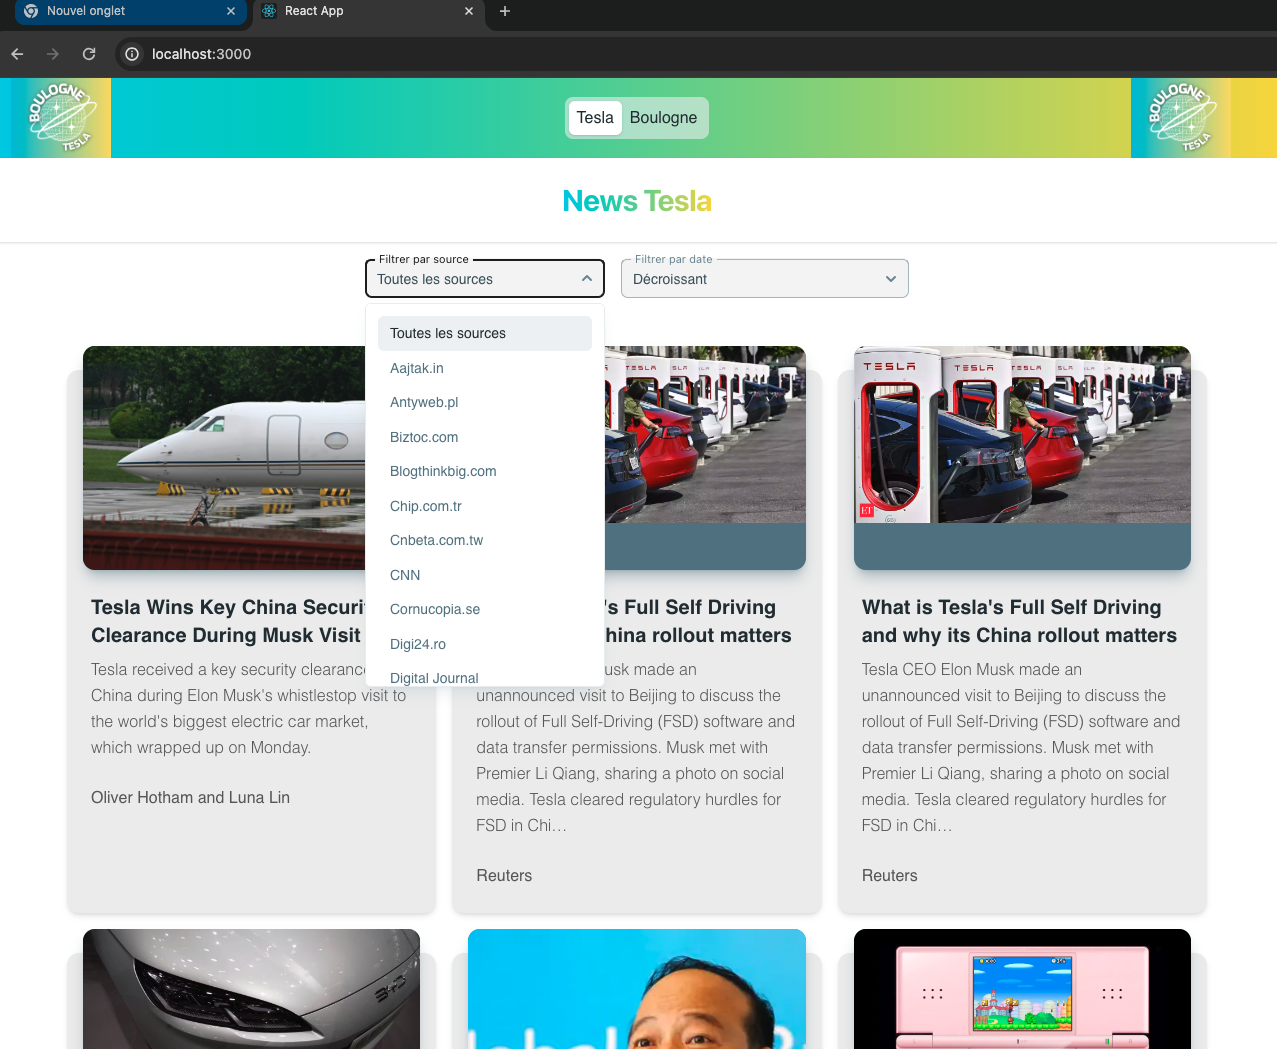 Nouvel onglet
React App
localhost:3000
BOULOGNE
TESLA
Tesla
Boulogne
BOULOGNE
TESLA
News Tesla
Filtrer par source
Toutes les sources
Filtrer par date
Décroissant
Toutes les sources
Aajtak.in
Antyweb.pl
Biztoc.com
Blogthinkbig.com
Chip.com.tr
Cnbeta.com.tw
CNN
Cornucopia.se
Digi24.ro
Digital Journal
Tesla Wins Key China Securi
Clearance During Musk Visit
Tesla received a key security clearanc
China during Elon Musk's whistlestop visit to
the world's biggest electric car market,
which wrapped up on Monday.
Oliver Hotham and Luna Lin
TESLA
TESLA
TESLA
's Full Self Driving
hina rollout matters
usk made an
unannounced visit to Beijing to discuss the
rollout of Full Self-Driving (FSD) software and
data transfer permissions. Musk met with
Premier Li Qiang, sharing a photo on social
media. Tesla cleared regulatory hurdles for
FSD in Chi…
Reuters
TESLA
TESLA
TESLA
ET
What is Tesla's Full Self Driving
and why its China rollout matters
Tesla CEO Elon Musk made an
unannounced visit to Beijing to discuss the
rollout of Full Self-Driving (FSD) software and
data transfer permissions. Musk met with
Premier Li Qiang, sharing a photo on social
media. Tesla cleared regulatory hurdles for
FSD in Chi…
Reuters
BYD